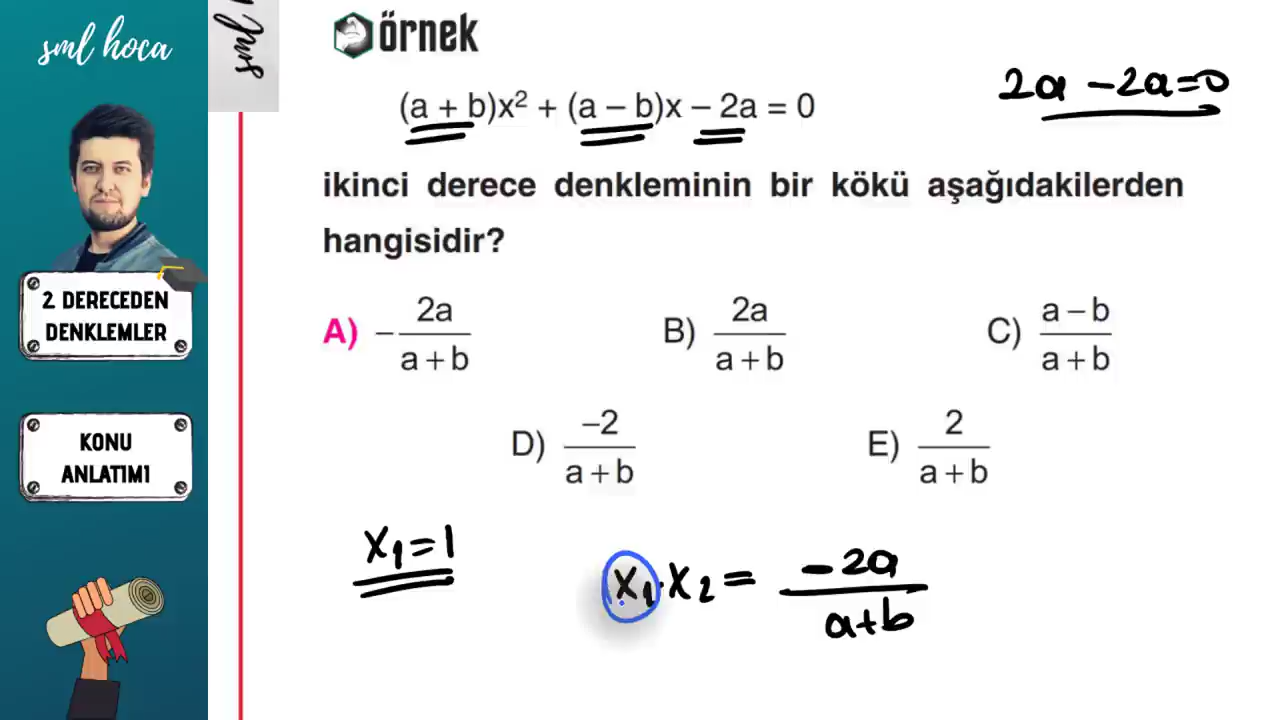 sml hoca
örnek
2a - 2a = 0
(a + b)x² + (a – b)x – 2a = 0
ikinci derece denkleminin bir kökü aşağıdakilerden
hangisidir?
A) - 2a / a + b
B) 2a / a + b
C) a – b / a + b
D) –2 / a + b
E) 2 / a + b
2. DERECEDEN
DENKLEMLER
KONU
ANLATIMI
x₁ = 1
x₁ · x₂ = -2a / a+b